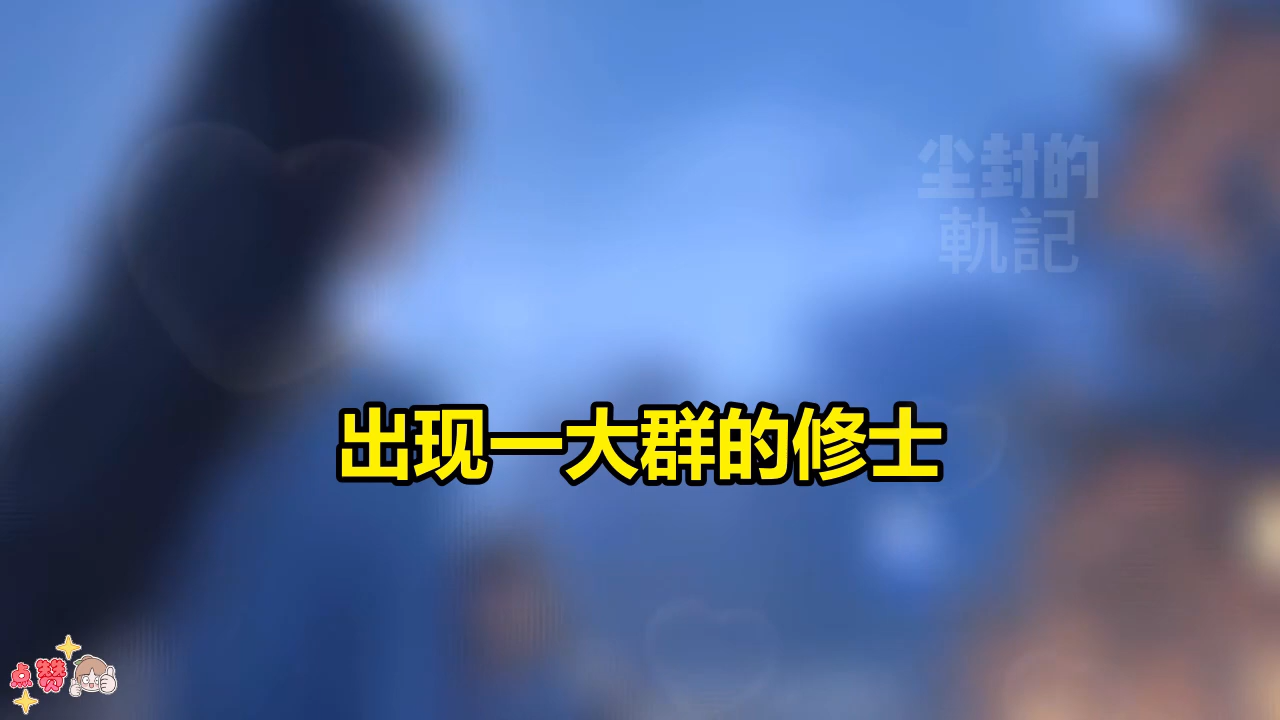 尘封的
軌記
出现一大群的修士
点赞